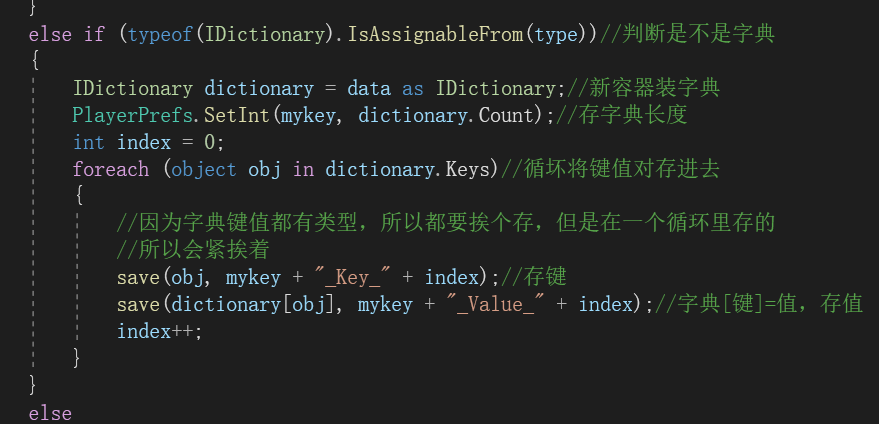 }
else if (typeof(IDictionary).IsAssignableFrom(type))//判断是不是字典
{
IDictionary dictionary = data as IDictionary;//新容器装字典
PlayerPrefs.SetInt(mykey, dictionary.Count);//存字典长度
int index = 0;
foreach (object obj in dictionary.Keys)//循坏将键值对存进去
{
//因为字典键值都有类型，所以都要挨个存，但是在一个循环里存的
//所以会紧挨着
save(obj, mykey + "_Key_" + index);//存键
save(dictionary[obj], mykey + "_Value_" + index);//字典[键]=值，存值
index++;
}
}
else